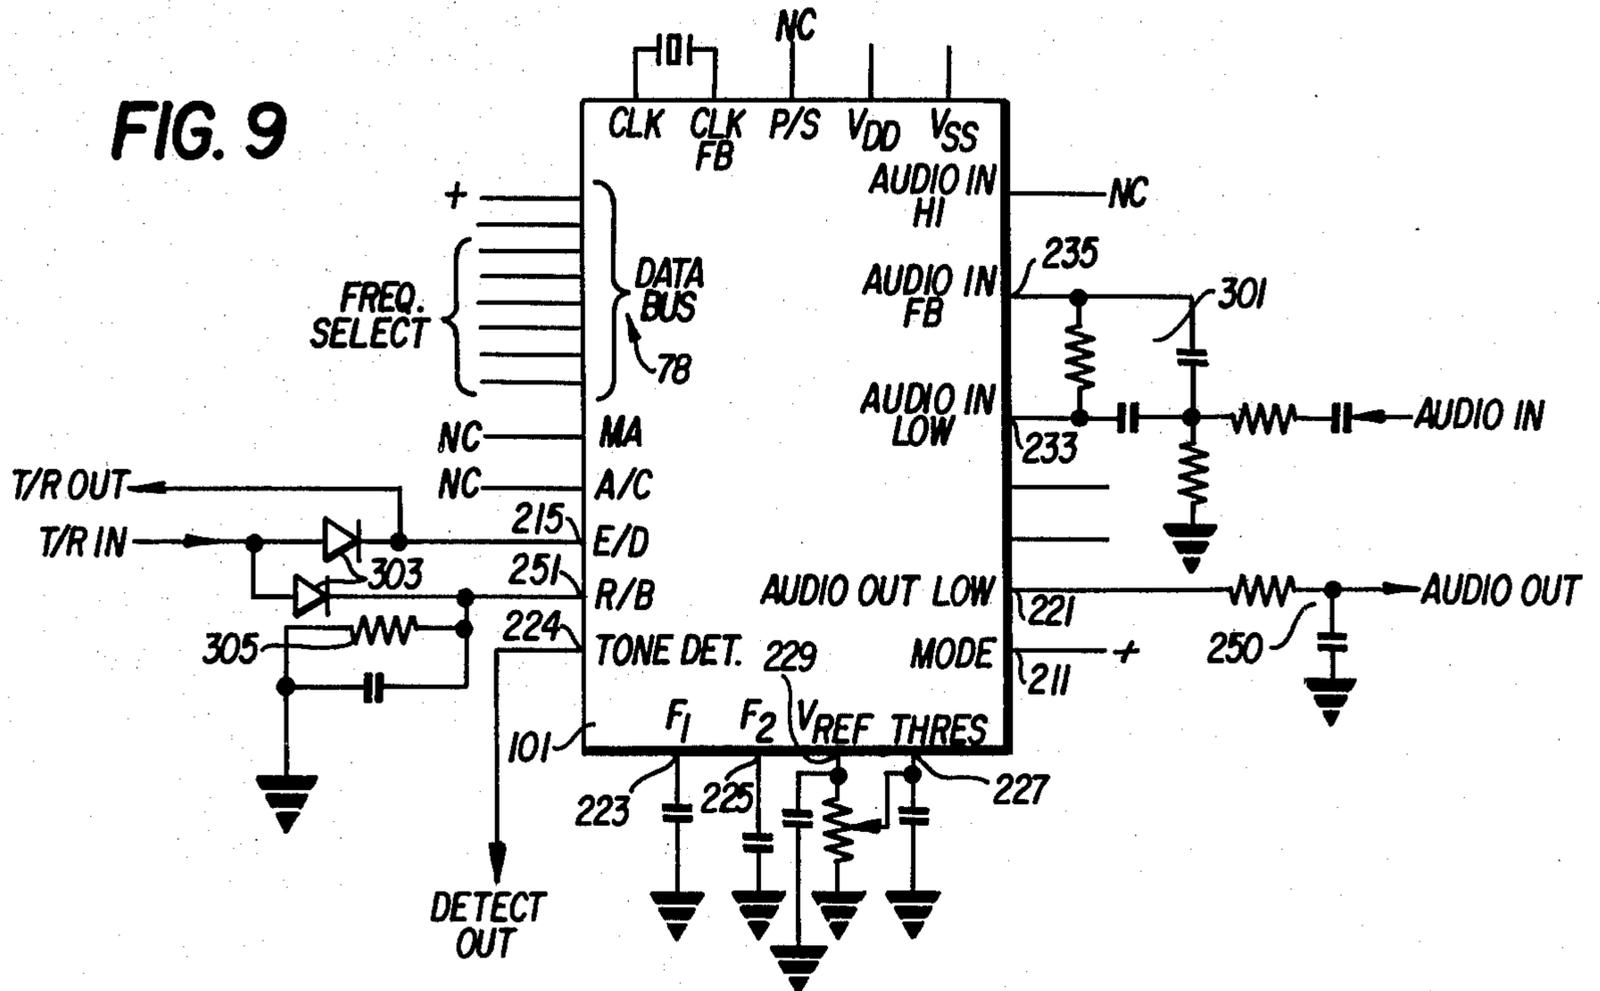 FIG. 9
NC
CLK
CLK
FB
P/S
VDD
VSS
AUDIO IN
HI
NC
+
DATA
BUS
78
FREQ.
SELECT
AUDIO IN
FB
235
301
AUDIO IN
LOW
233
AUDIO IN
NC
MA
NC
A/C
T/R OUT
T/R IN
215
E/D
303
251
R/B
AUDIO OUT LOW
221
AUDIO OUT
250
305
224
TONE DET.
MODE
211
+
229
F1
F2
VREF
THRES
101
223
225
227
DETECT
OUT